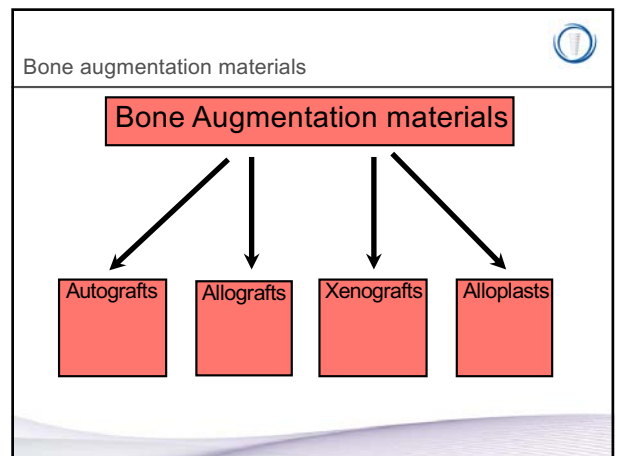 Bone augmentation materials
Bone Augmentation materials
Autografts
Allografts
Xenografts
Alloplasts